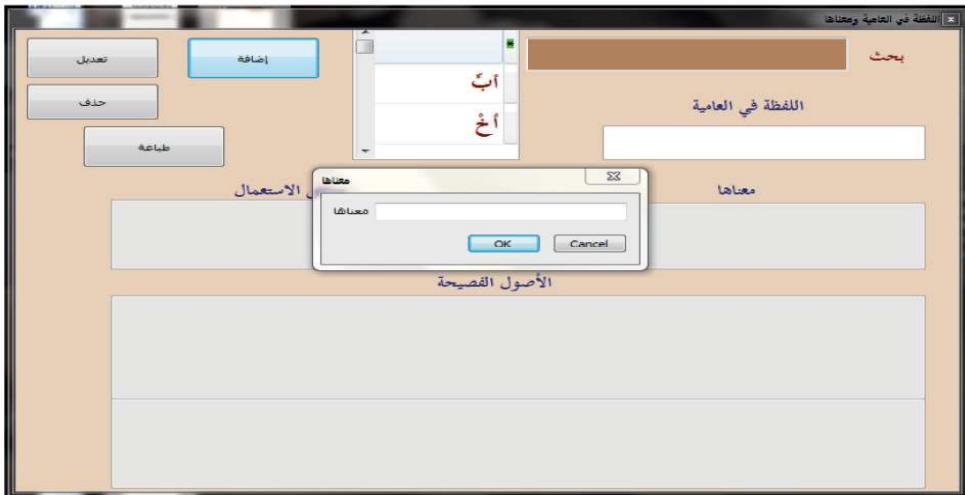 اللفظة في العامية ومعناها
بحث
إضافة
تعديل
أبّ
حذف
اللفظة في العامية
أخْ
طباعة
معناها
معناها
الاستعمال
معناها
OK
Cancel
الأصول الفصيحة